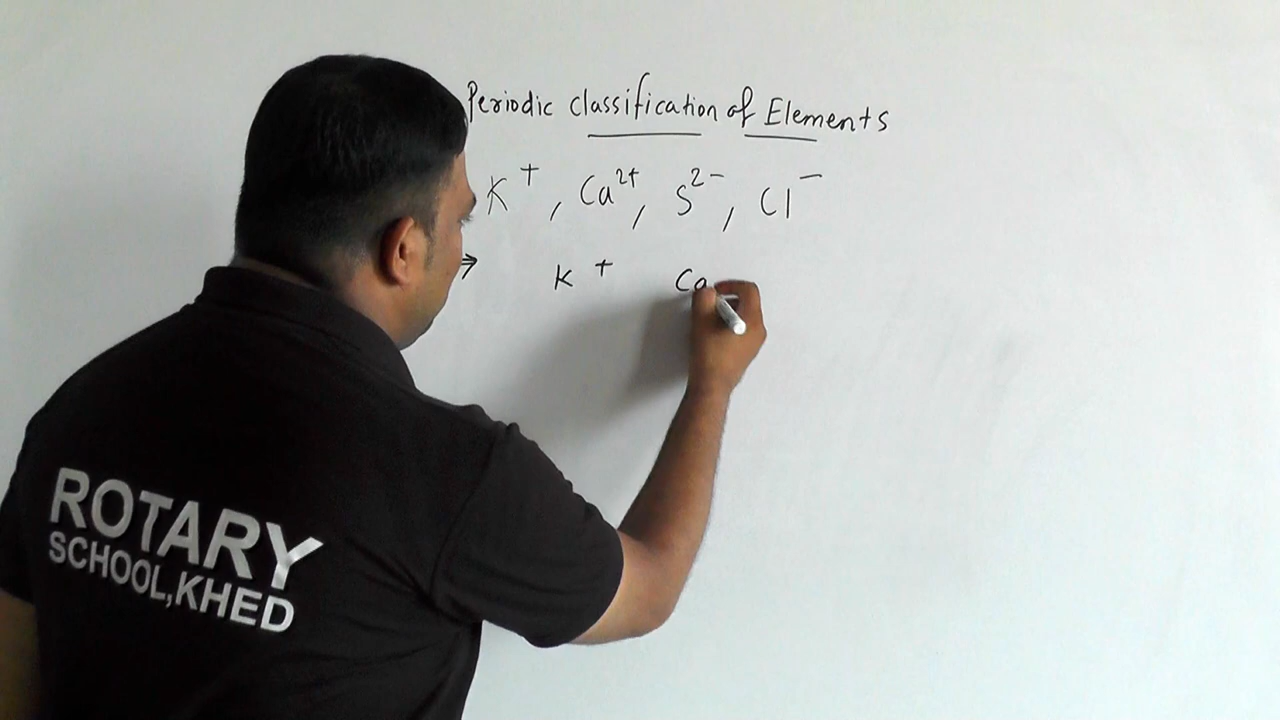 Periodic Classification of Elements
K⁺, Ca²⁺, S²⁻, Cl⁻
⇒ K⁺ Ca
ROTARY
SCHOOL,KHED